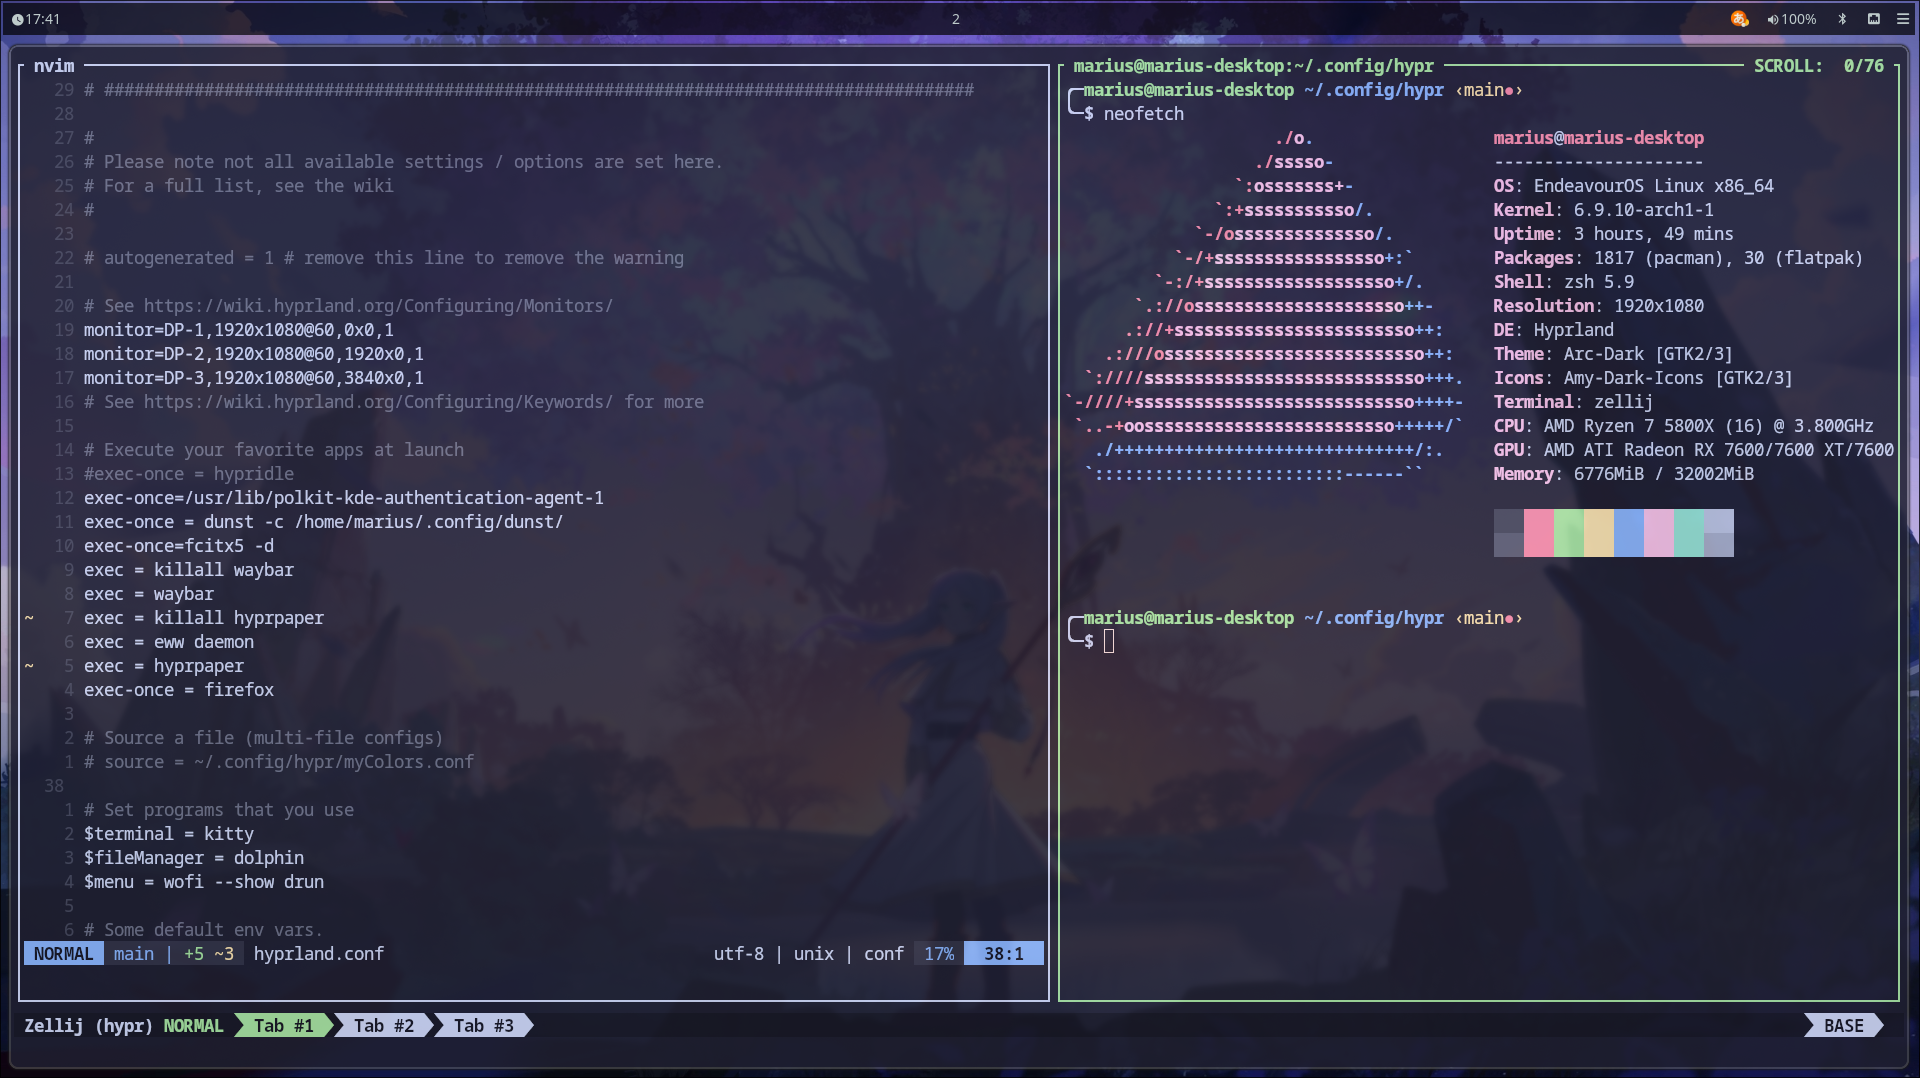 17:41
2
あ
100%
nvim
29 # #######################################################################################
28
27 #
26 # Please note not all available settings / options are set here.
25 # For a full list, see the wiki
24 #
23
22 # autogenerated = 1 # remove this line to remove the warning
21
20 # See https://wiki.hyprland.org/Configuring/Monitors/
19 monitor=DP-1,1920x1080@60,0x0,1
18 monitor=DP-2,1920x1080@60,1920x0,1
17 monitor=DP-3,1920x1080@60,3840x0,1
16 # See https://wiki.hyprland.org/Configuring/Keywords/ for more
15
14 # Execute your favorite apps at launch
13 #exec-once = hypridle
12 exec-once=/usr/lib/polkit-kde-authentication-agent-1
11 exec-once = dunst -c /home/marius/.config/dunst/
10 exec-once=fcitx5 -d
9 exec = killall waybar
8 exec = waybar
~ 7 exec = killall hyprpaper
6 exec = eww daemon
~ 5 exec = hyprpaper
4 exec-once = firefox
3
2 # Source a file (multi-file configs)
1 # source = ~/.config/hypr/myColors.conf
38
1 # Set programs that you use
2 $terminal = kitty
3 $fileManager = dolphin
4 $menu = wofi --show drun
5
6 # Some default env vars.
NORMAL main | +5 ~3 hyprland.conf utf-8 | unix | conf 17% 38:1
marius@marius-desktop:~/.config/hypr SCROLL: 0/76
marius@marius-desktop ~/.config/hypr ‹main●›
$ neofetch
./o.
./sssso-
`:osssssss+-
`:+sssssssssso/.
`-/ossssssssssssso/.
`-/+sssssssssssssssso+:`
`-:/+sssssssssssssssssso+/.
`.://osssssssssssssssssssso++-
.://+ssssssssssssssssssssssso++:
.:///ossssssssssssssssssssssssso++:
`:////ssssssssssssssssssssssssssso+++.
`-////+ssssssssssssssssssssssssssso++++-
`..-+oosssssssssssssssssssssssso+++++/`
./++++++++++++++++++++++++++++++/:.
`:::::::::::::::::::::::::------``
marius@marius-desktop
---------------------
OS: EndeavourOS Linux x86_64
Kernel: 6.9.10-arch1-1
Uptime: 3 hours, 49 mins
Packages: 1817 (pacman), 30 (flatpak)
Shell: zsh 5.9
Resolution: 1920x1080
DE: Hyprland
Theme: Arc-Dark [GTK2/3]
Icons: Amy-Dark-Icons [GTK2/3]
Terminal: zellij
CPU: AMD Ryzen 7 5800X (16) @ 3.800GHz
GPU: AMD ATI Radeon RX 7600/7600 XT/7600
Memory: 6776MiB / 32002MiB
marius@marius-desktop ~/.config/hypr ‹main●›
$
Zellij (hypr) NORMAL Tab #1 Tab #2 Tab #3 BASE